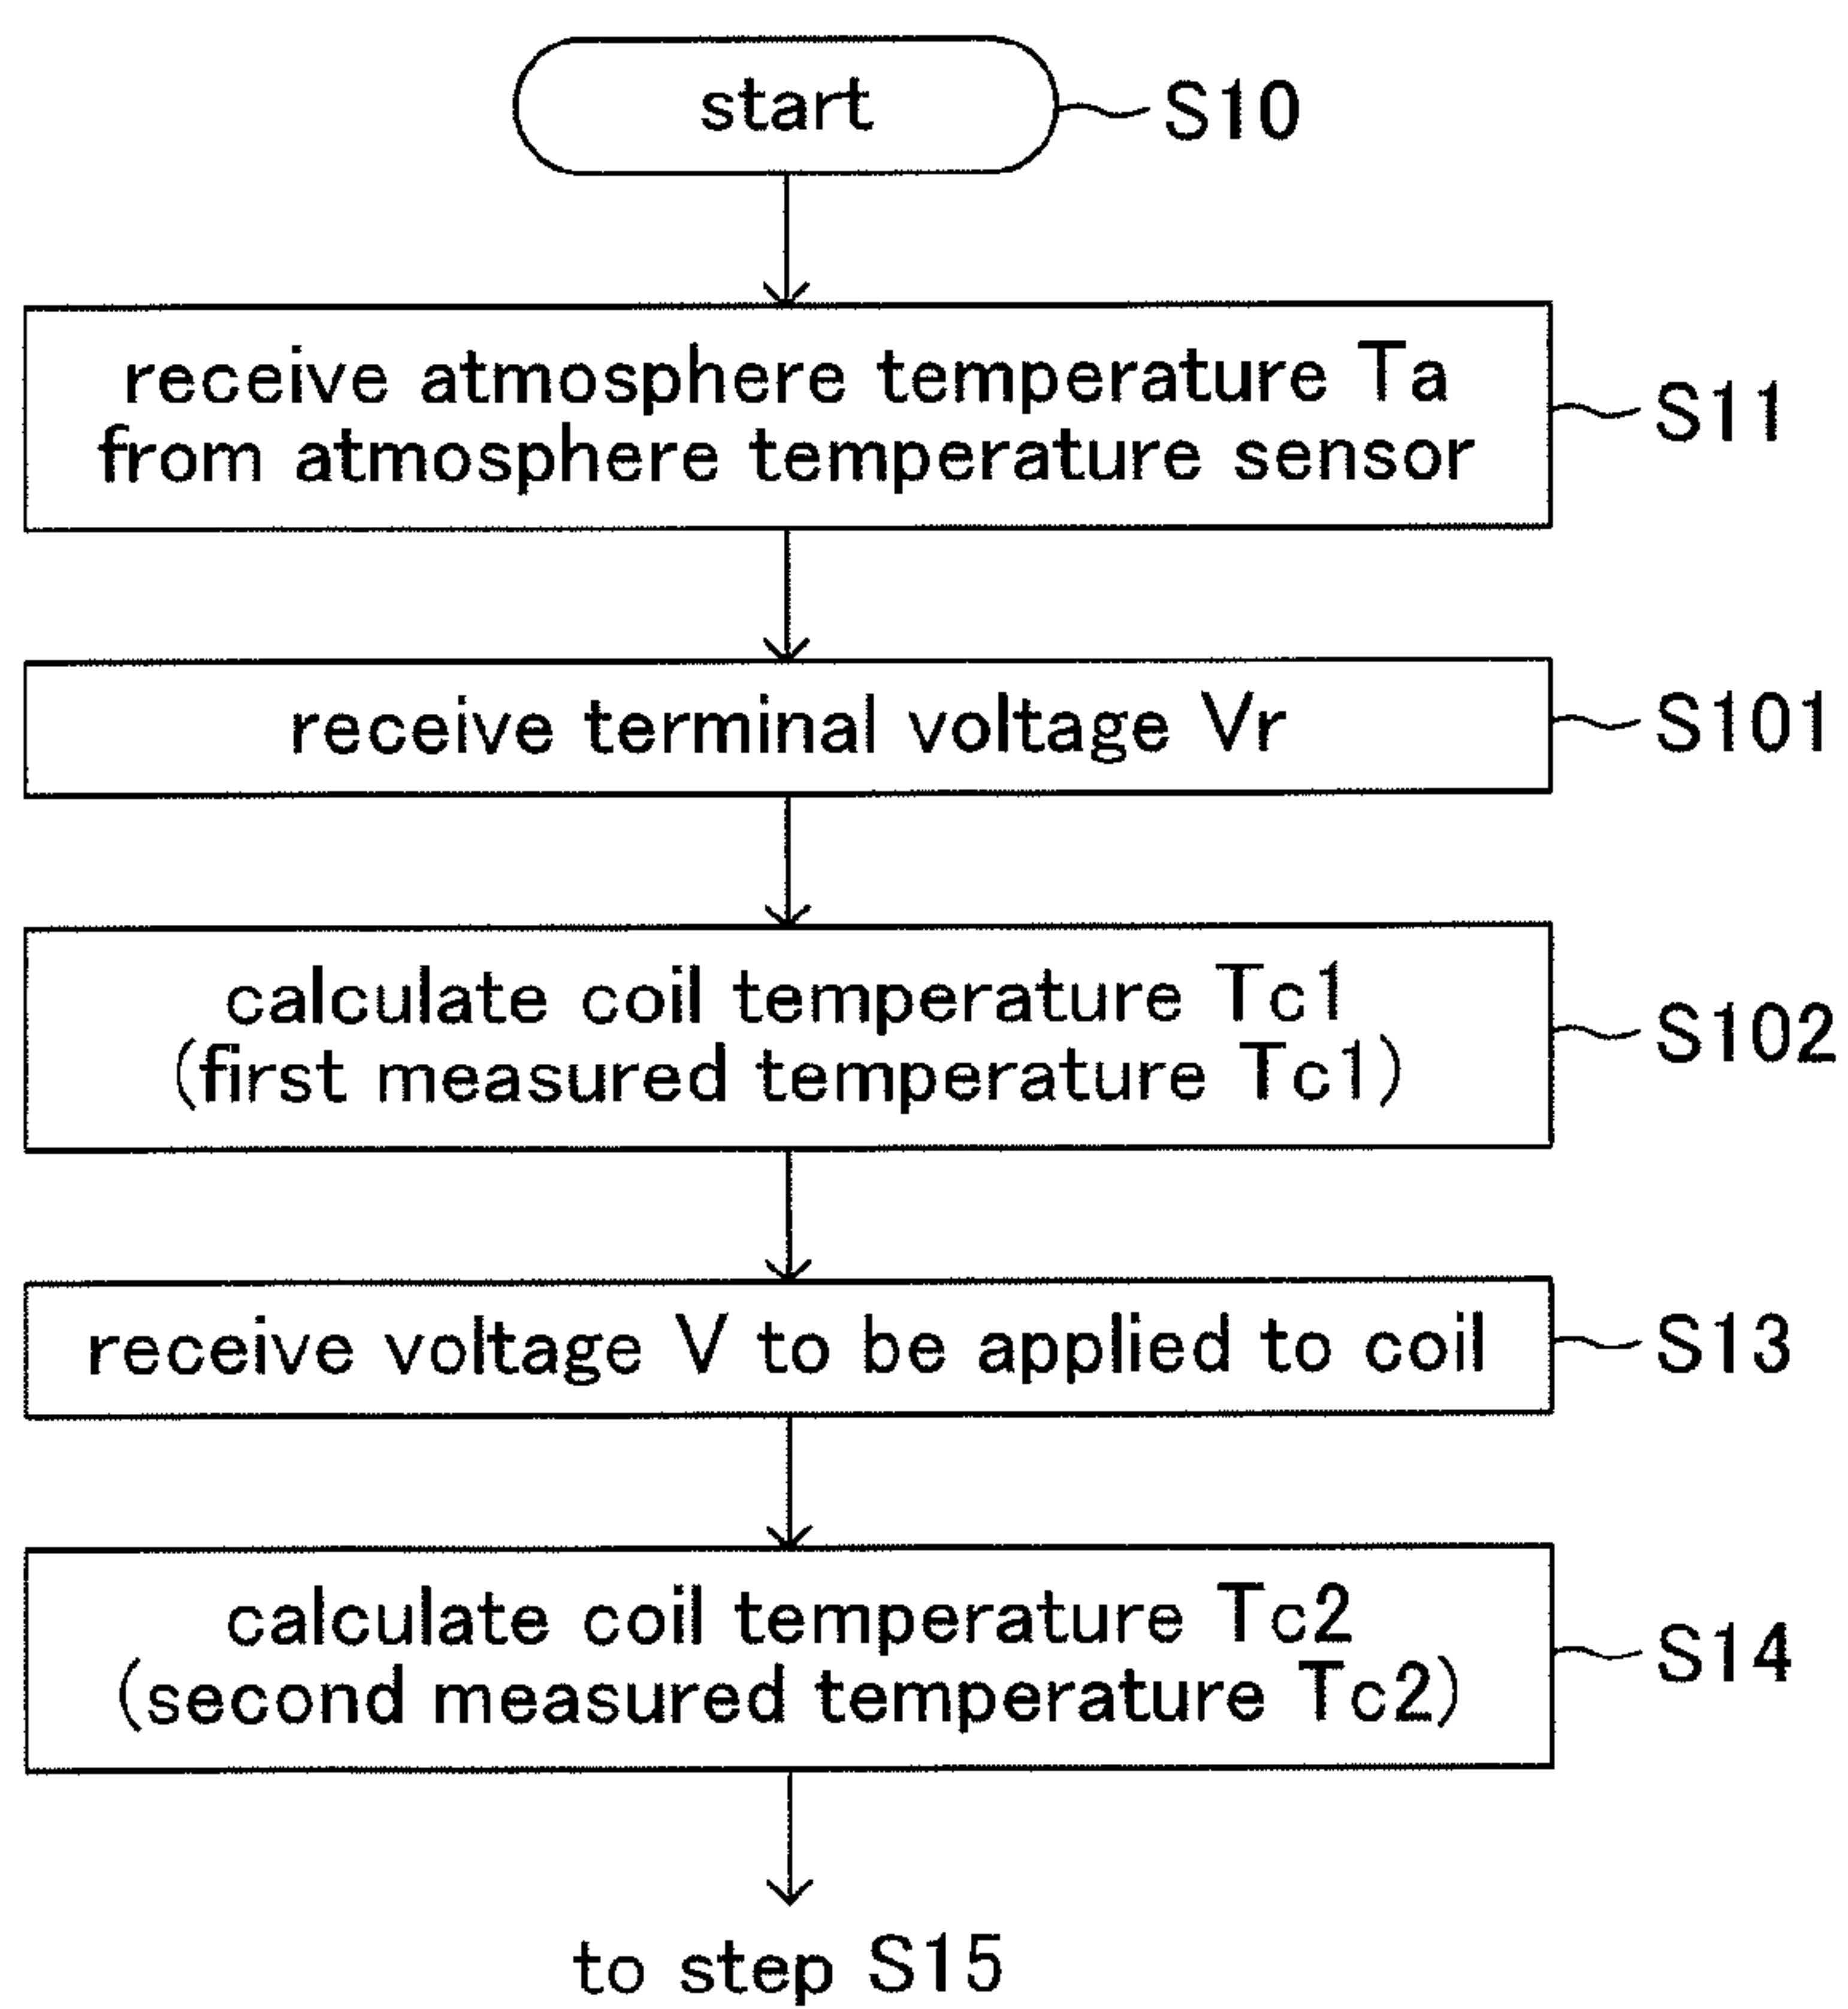 start
S10
receive atmosphere temperature Ta
from atmosphere temperature sensor
S11
receive terminal voltage Vr
S101
calculate coil temperature Tc1
(first measured temperature Tc1)
S102
receive voltage V to be applied to coil
S13
calculate coil temperature Tc2
(second measured temperature Tc2)
S14
to step S15